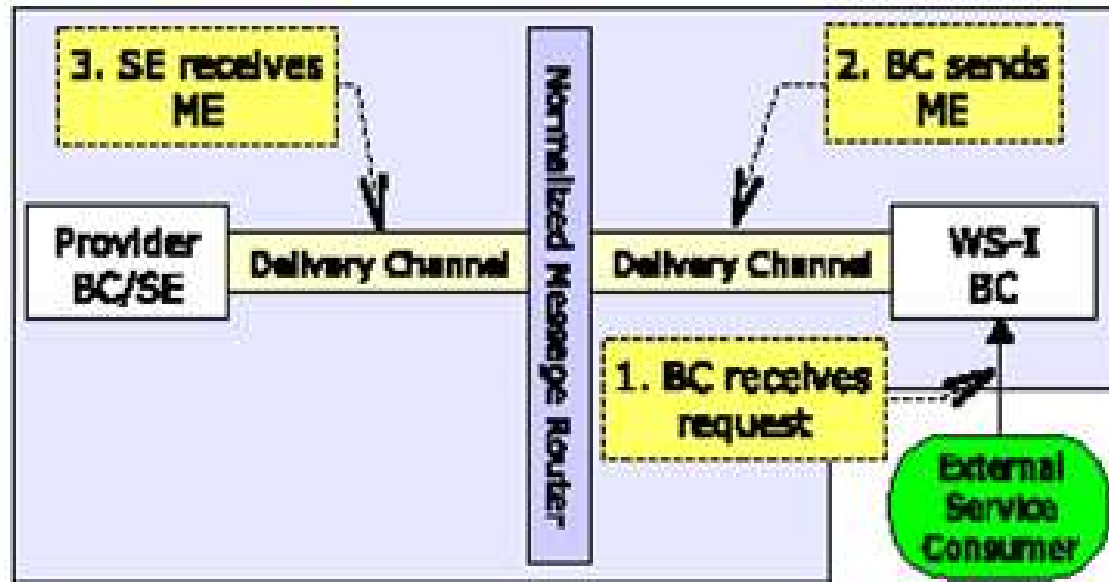 3. SE receives
ME
2. BC sends
ME
Normalized Message Router
Provider
BC/SE
Delivery Channel
Delivery Channel
WS-I
BC
1. BC receives
request
External
Service
Consumer